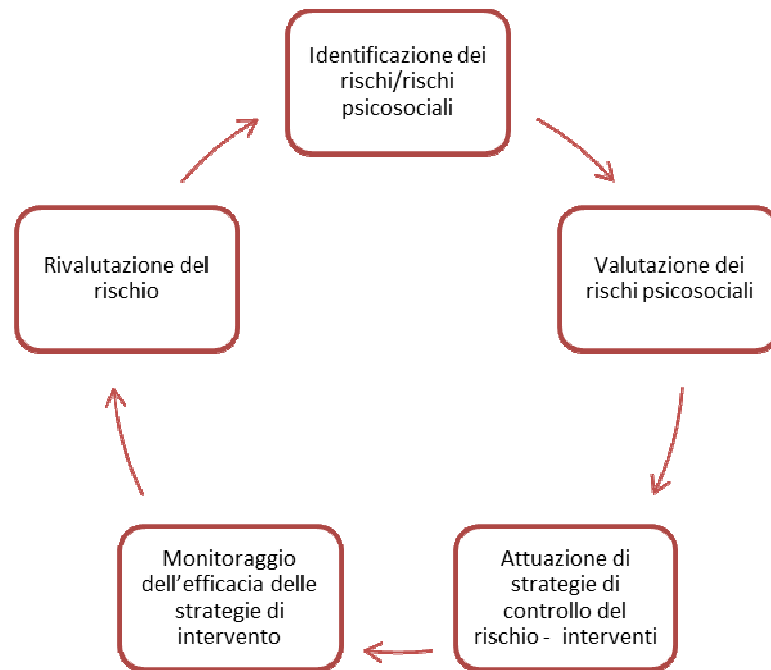 Identificazione dei
rischi/rischi
psicosociali
Valutazione dei
rischi psicosociali
Attuazione di
strategie di
controllo del
rischio - interventi
Monitoraggio
dell'efficacia delle
strategie di
intervento
Rivalutazione del
rischio